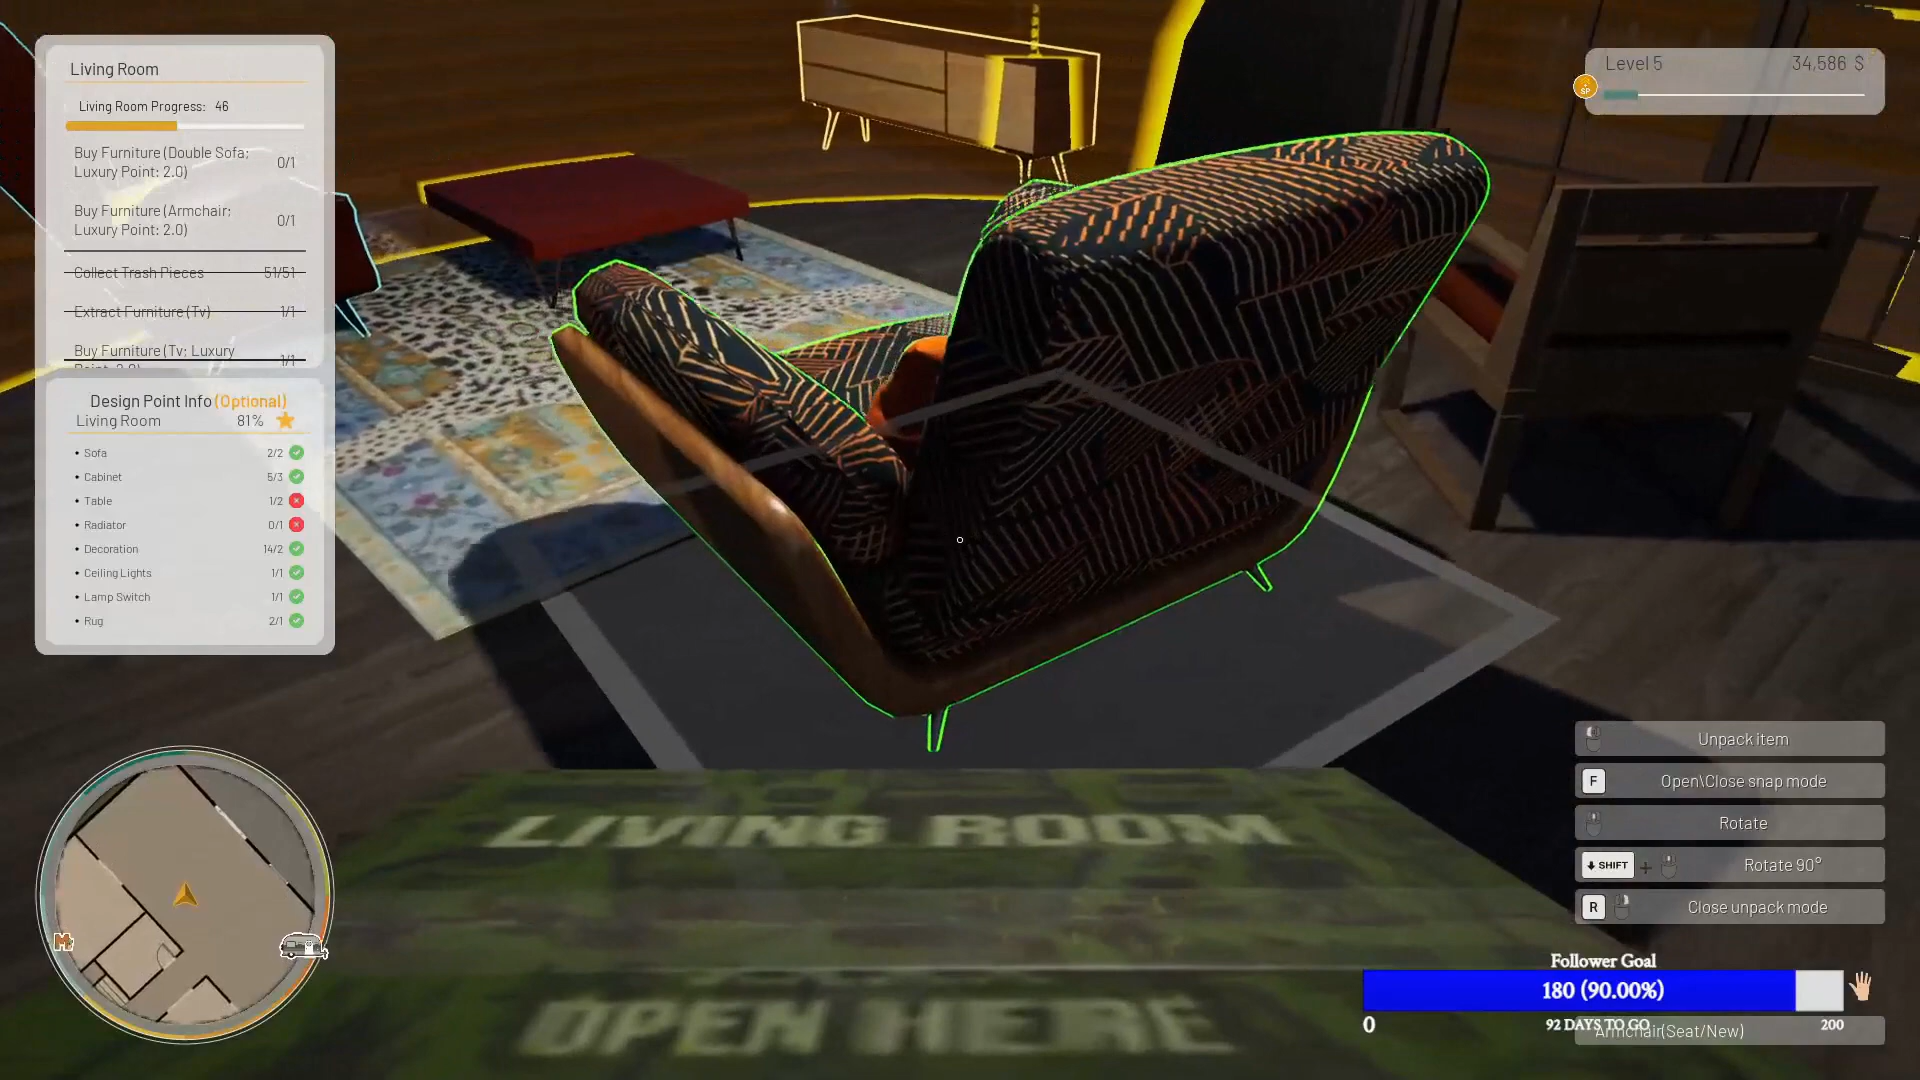 Living Room
Living Room Progress: 46
Buy Furniture (Double Sofa;
Luxury Point: 2.0)
0/1
Buy Furniture (Armchair;
Luxury Point: 2.0)
0/1
Collect Trash Pieces 51/51
Extract Furniture (Tv) 1/1
Buy Furniture (Tv; Luxury
1/1
Design Point Info (Optional)
Living Room 81%
• Sofa 2/2
• Cabinet 5/3
• Table 1/2
• Radiator 0/1
• Decoration 14/2
• Ceiling Lights 1/1
• Lamp Switch 1/1
• Rug 2/1
Level 5 34,586 $
SP
LIVING ROOM
OPEN HERE
Unpack item
F Open\Close snap mode
Rotate
SHIFT + Rotate 90°
R Close unpack mode
Follower Goal
180 (90.00%)
0 92 DAYS TO GO 200
Armchair(Seat/New)